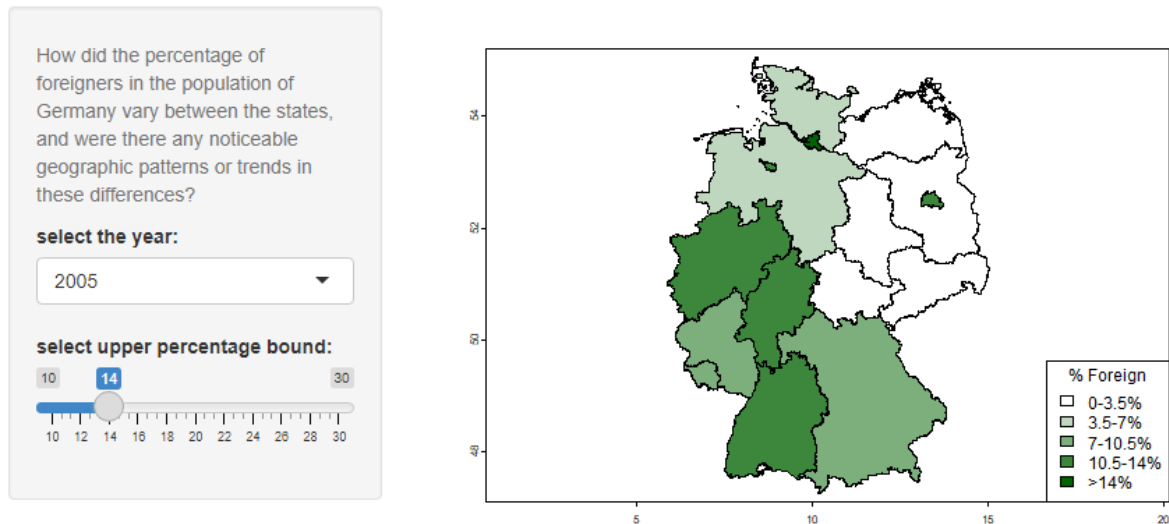 How did the percentage of
foreigners in the population of
Germany vary between the states,
and were there any noticeable
geographic patterns or trends in
these differences?
select the year:
2005
select upper percentage bound:
10 14 30
10 12 14 16 18 20 22 24 26 28 30
54
52
50
48
5 10 15 20
% Foreign
0-3.5%
3.5-7%
7-10.5%
10.5-14%
>14%